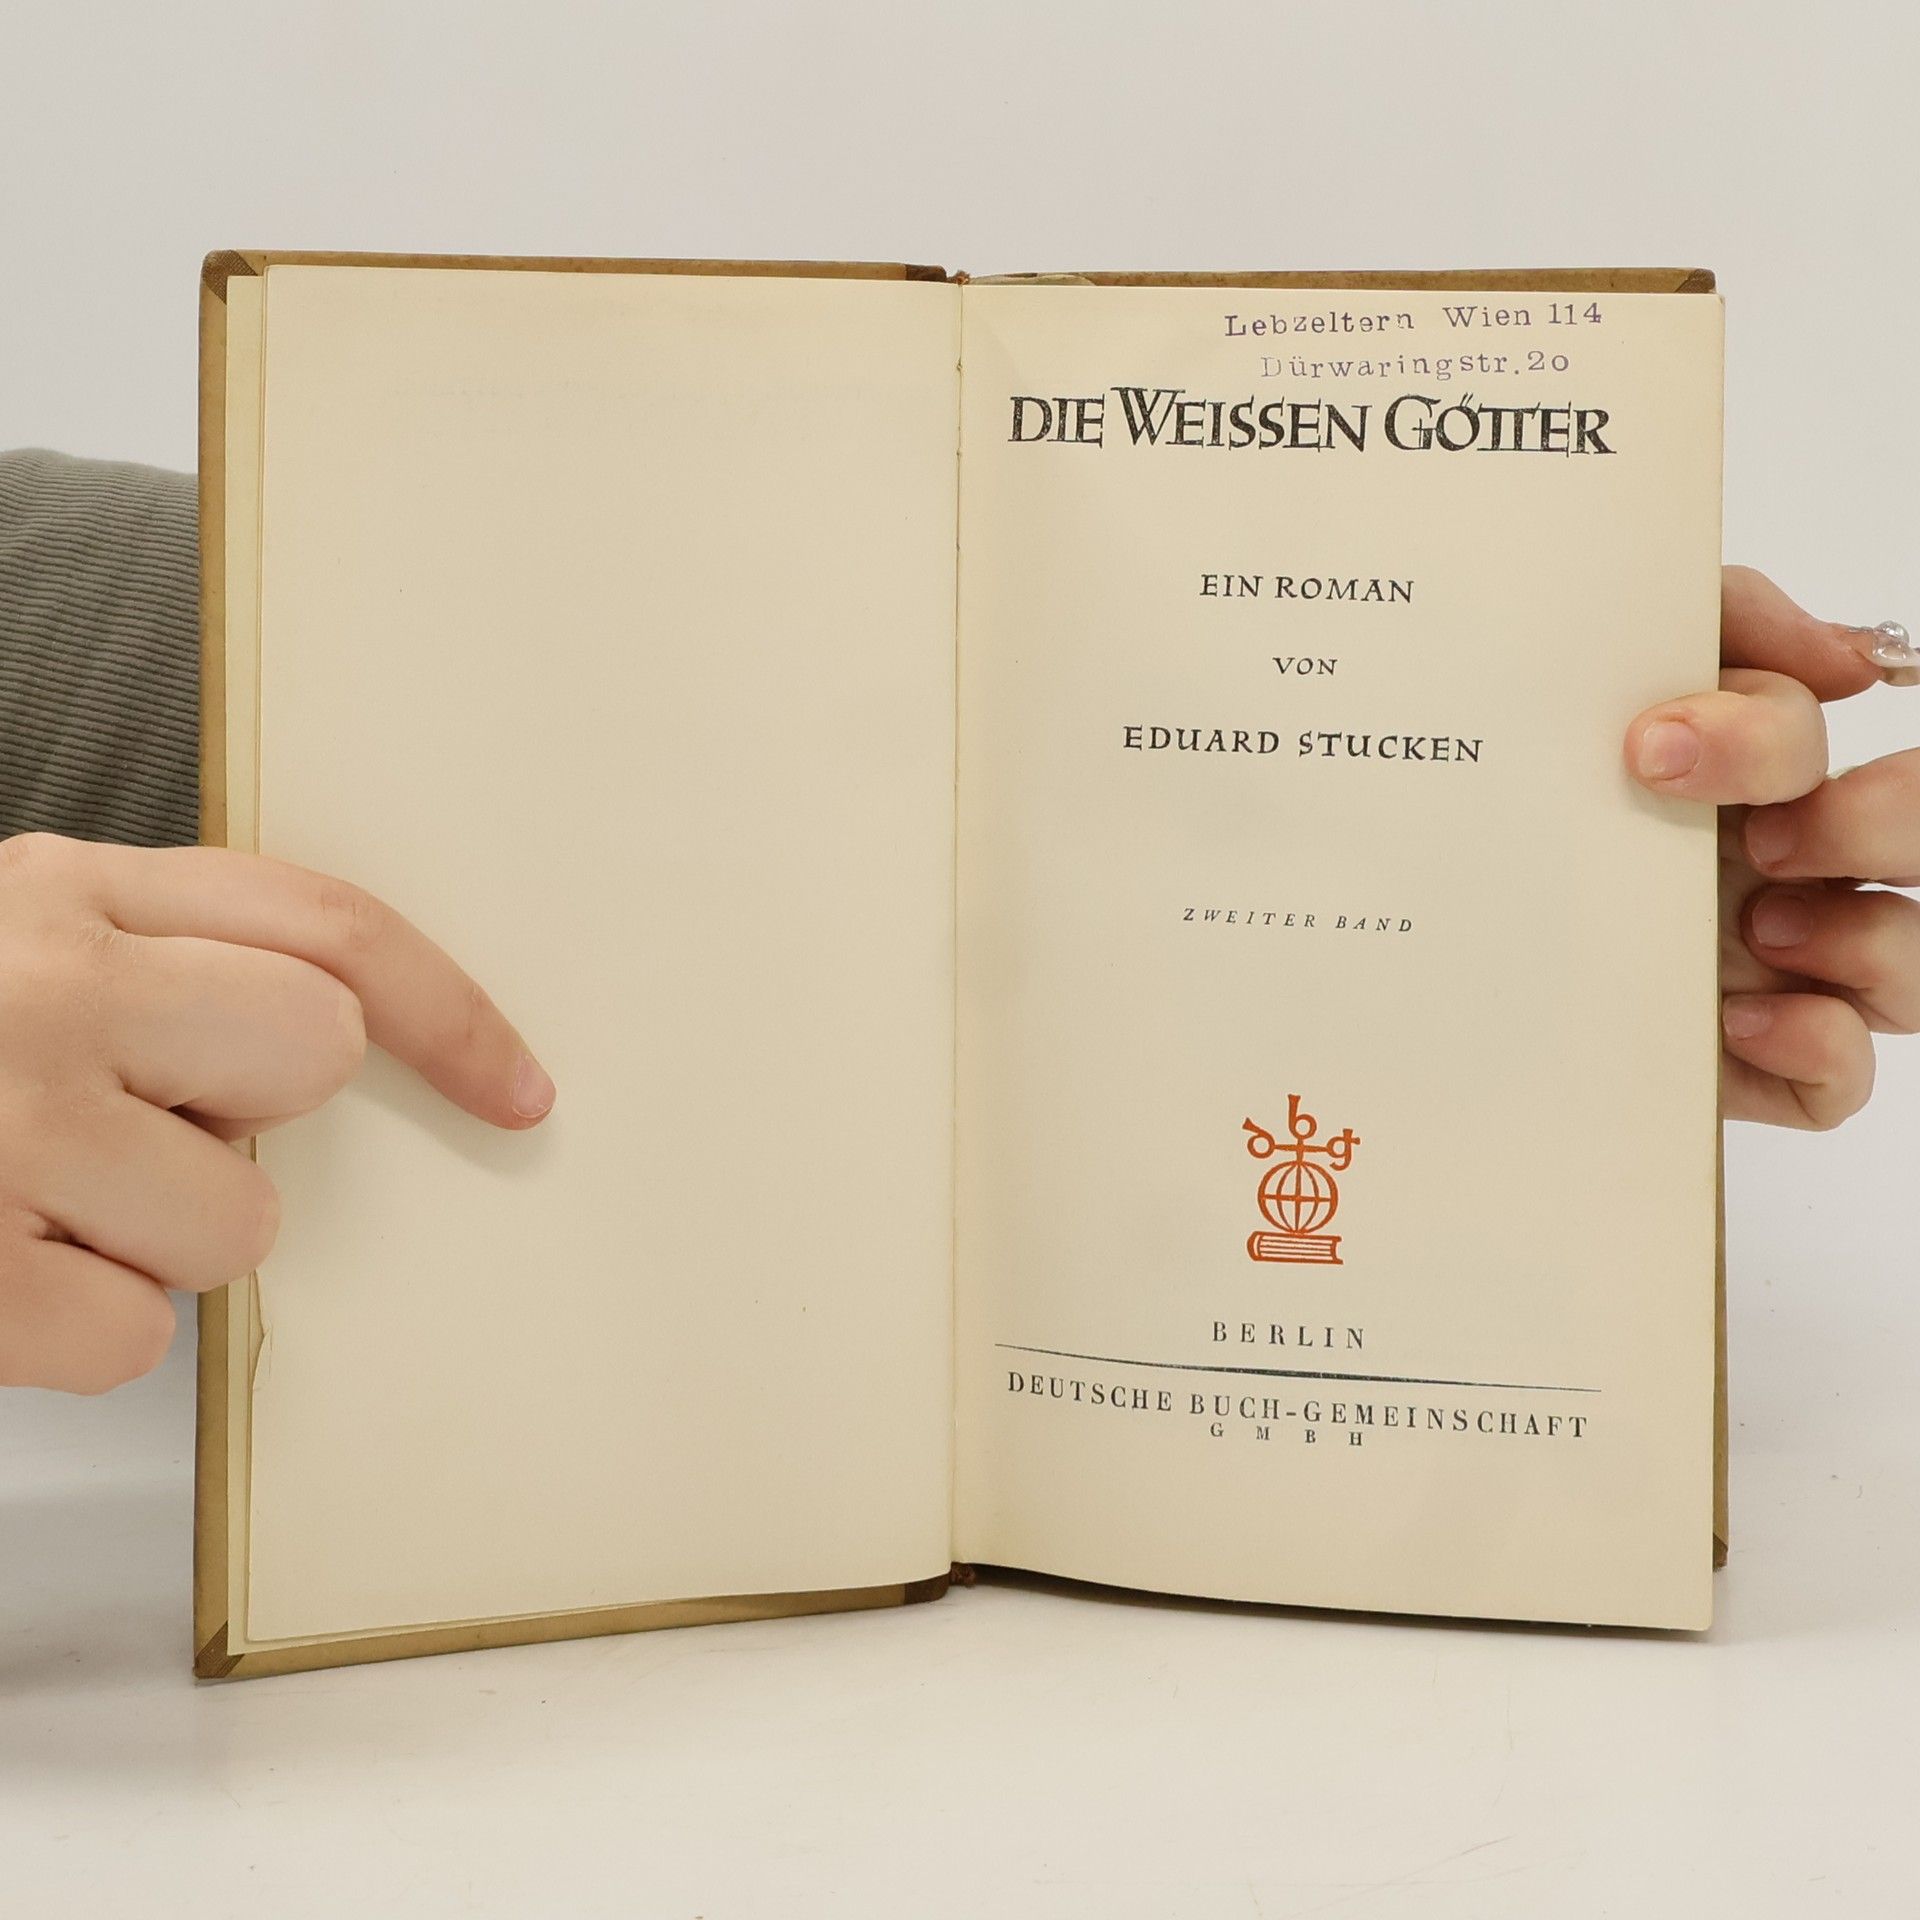 Lebzeltern Wien 114
Dürwaringstr.20
DIE WEISSEN GÖTTER
EIN ROMAN
VON
EDUARD STUCKEN
ZWEITER BAND
dbg
BERLIN
DEUTSCHE BUCH-GEMEINSCHAFT
GMBH